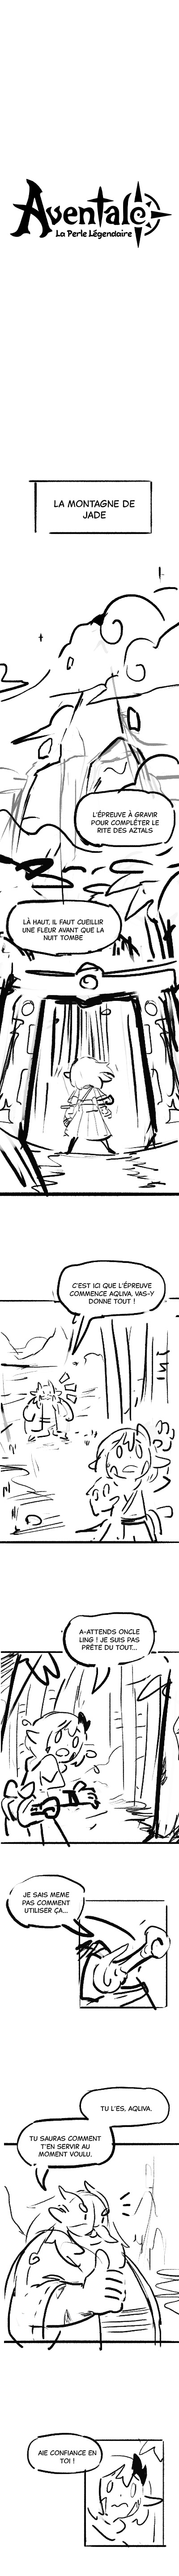 Aventale
La Perle Légendaire
LA MONTAGNE DE
JADE
L'ÉPREUVE À GRAVIR
POUR COMPLÉTER LE
RITE DES AZTALS
LÀ HAUT, IL FAUT CUEILLIR
UNE FLEUR AVANT QUE LA
NUIT TOMBE
C'EST ICI QUE L'ÉPREUVE
COMMENCE AQLIVA. VAS-Y
DONNE TOUT !
A-ATTENDS ONCLE
LING ! JE SUIS PAS
PRÊTE DU TOUT...
JE SAIS MEME
PAS COMMENT
UTILISER ÇA...
TU L'ES, AQLIVA.
TU SAURAS COMMENT
T'EN SERVIR AU
MOMENT VOULU.
AIE CONFIANCE EN
TOI !